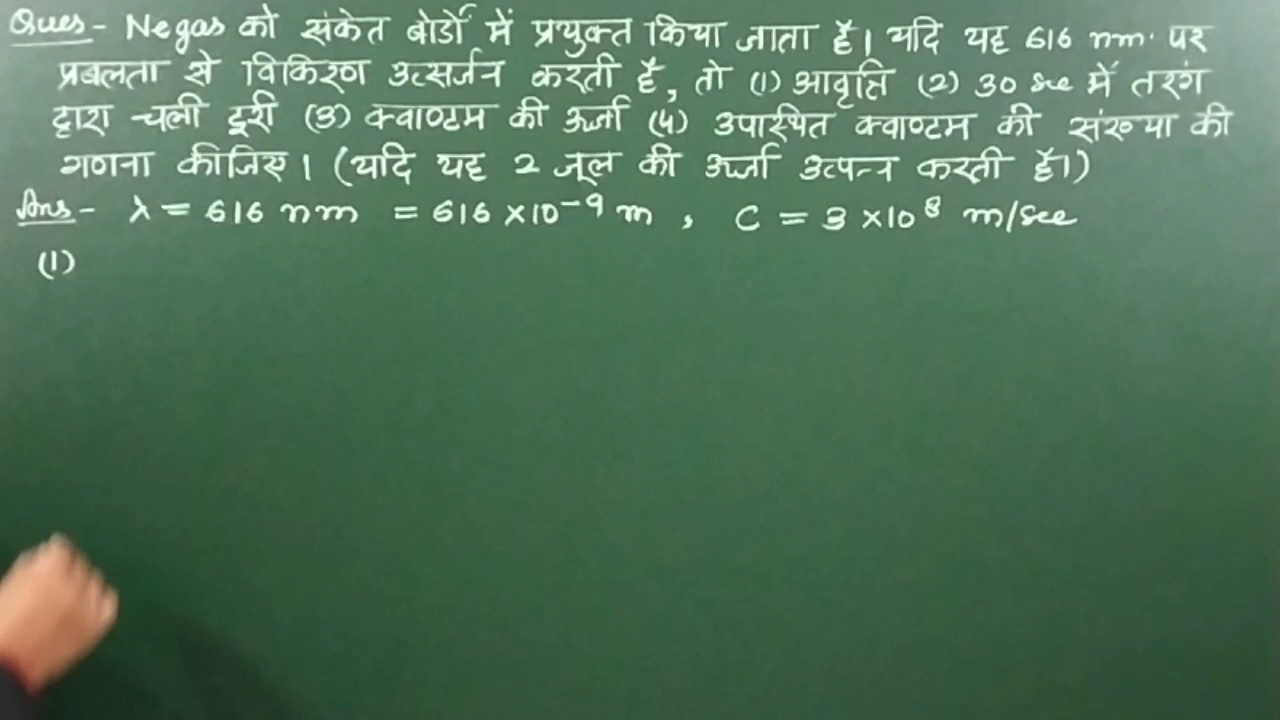 Ques- Ne gas को संकेत बोर्डों में प्रयुक्त किया जाता है। यदि यह 616 nm. पर
प्रबलता से विकिरण उत्सर्जन करती है, तो (1) आवृत्ति (2) 30 sec में तरंग
द्वारा चली दूरी (3) क्वाण्टम की ऊर्जा (4) उपास्थित क्वाण्टम की संख्या की
गणना कीजिए। (यदि यह 2 जूल की ऊर्जा उत्पन्न करती है।)
Ans- λ = 616 nm = 616 ×10⁻⁹ m , C = 3 ×10⁸ m/sec
(1)